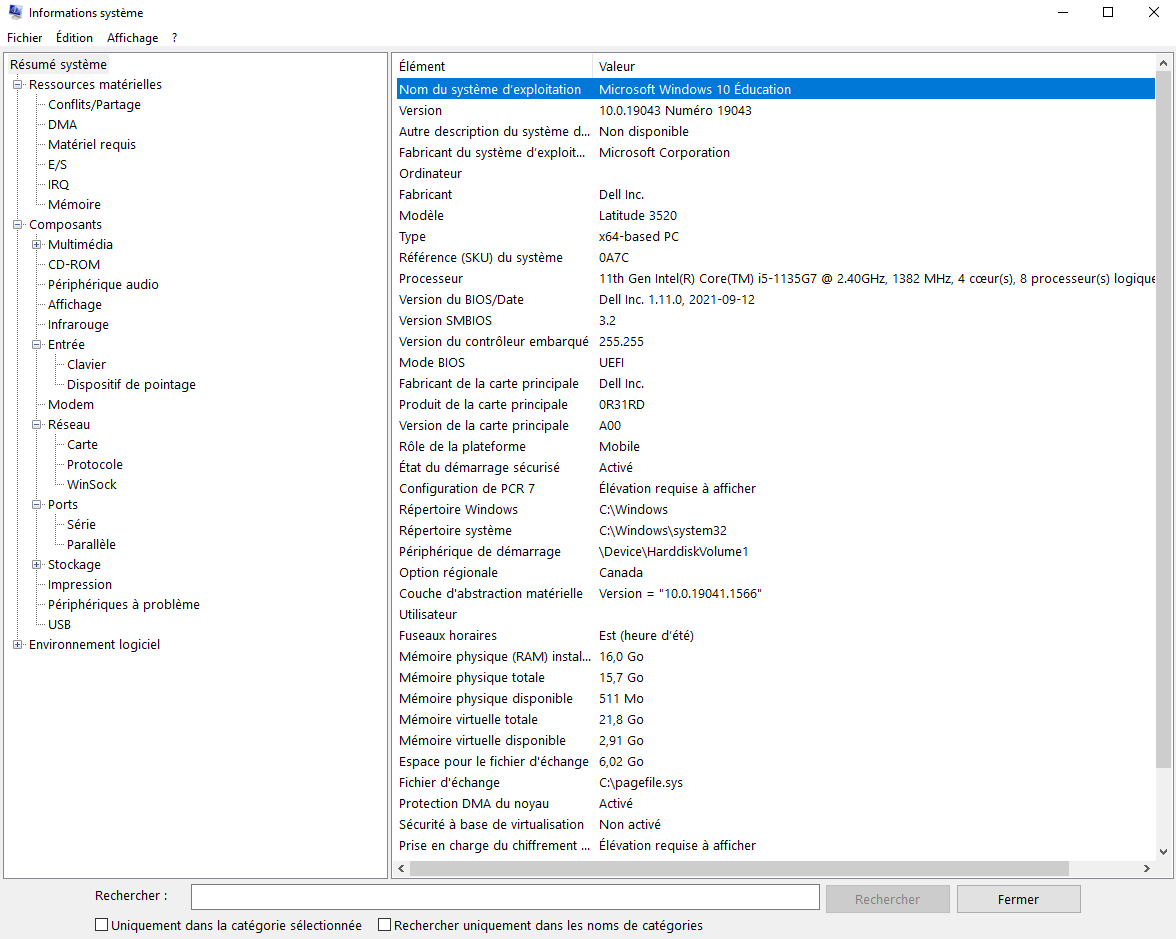 Informations système
Fichier Édition Affichage ?
Résumé système
Ressources matérielles
Conflits/Partage
DMA
Matériel requis
E/S
IRQ
Mémoire
Composants
Multimédia
CD-ROM
Périphérique audio
Affichage
Infrarouge
Entrée
Clavier
Dispositif de pointage
Modem
Réseau
Carte
Protocole
WinSock
Ports
Série
Parallèle
Stockage
Impression
Périphériques à problème
USB
Environnement logiciel
Élément Valeur
Nom du système d'exploitation Microsoft Windows 10 Éducation
Version 10.0.19043 Numéro 19043
Autre description du système d... Non disponible
Fabricant du système d'exploit... Microsoft Corporation
Ordinateur
Fabricant Dell Inc.
Modèle Latitude 3520
Type x64-based PC
Référence (SKU) du système 0A7C
Processeur 11th Gen Intel(R) Core(TM) i5-1135G7 @ 2.40GHz, 1382 MHz, 4 cœur(s), 8 processeur(s) logique
Version du BIOS/Date Dell Inc. 1.11.0, 2021-09-12
Version SMBIOS 3.2
Version du contrôleur embarqué 255.255
Mode BIOS UEFI
Fabricant de la carte principale Dell Inc.
Produit de la carte principale 0R31RD
Version de la carte principale A00
Rôle de la plateforme Mobile
État du démarrage sécurisé Activé
Configuration de PCR 7 Élévation requise à afficher
Répertoire Windows C:\Windows
Répertoire système C:\Windows\system32
Périphérique de démarrage \Device\HarddiskVolume1
Option régionale Canada
Couche d'abstraction matérielle Version = "10.0.19041.1566"
Utilisateur
Fuseaux horaires Est (heure d'été)
Mémoire physique (RAM) instal... 16,0 Go
Mémoire physique totale 15,7 Go
Mémoire physique disponible 511 Mo
Mémoire virtuelle totale 21,8 Go
Mémoire virtuelle disponible 2,91 Go
Espace pour le fichier d'échange 6,02 Go
Fichier d'échange C:\pagefile.sys
Protection DMA du noyau Activé
Sécurité à base de virtualisation Non activé
Prise en charge du chiffrement ... Élévation requise à afficher
Rechercher : Rechercher Fermer
Uniquement dans la catégorie sélectionnée Rechercher uniquement dans les noms de catégories